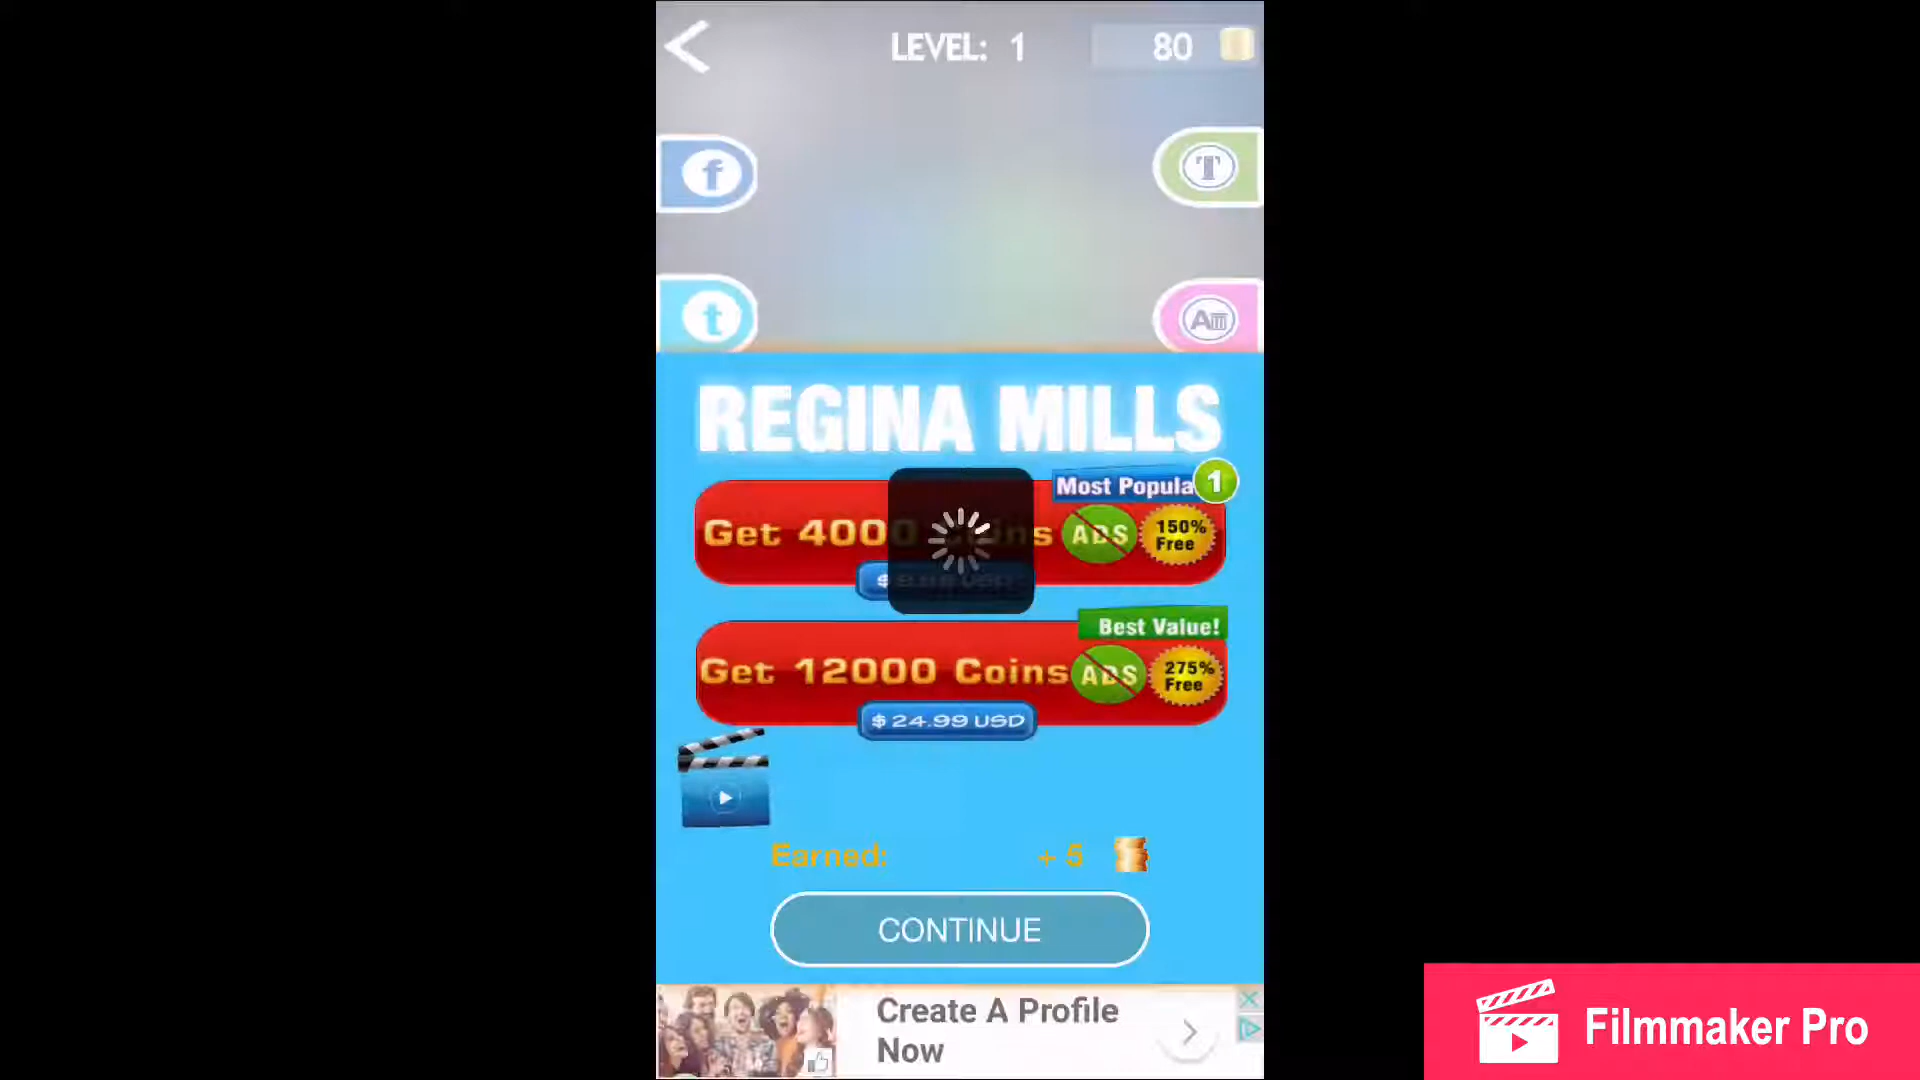 LEVEL: 1
80
f
T
t
A
REGINA MILLS
Most Popula
1
Get 4000 Coins
ADS
150%
Free
Best Value!
Get 12000 Coins
ADS
275%
Free
$ 24.99 USD
Earned: + 5
CONTINUE
Create A Profile
Now
Filmmaker Pro